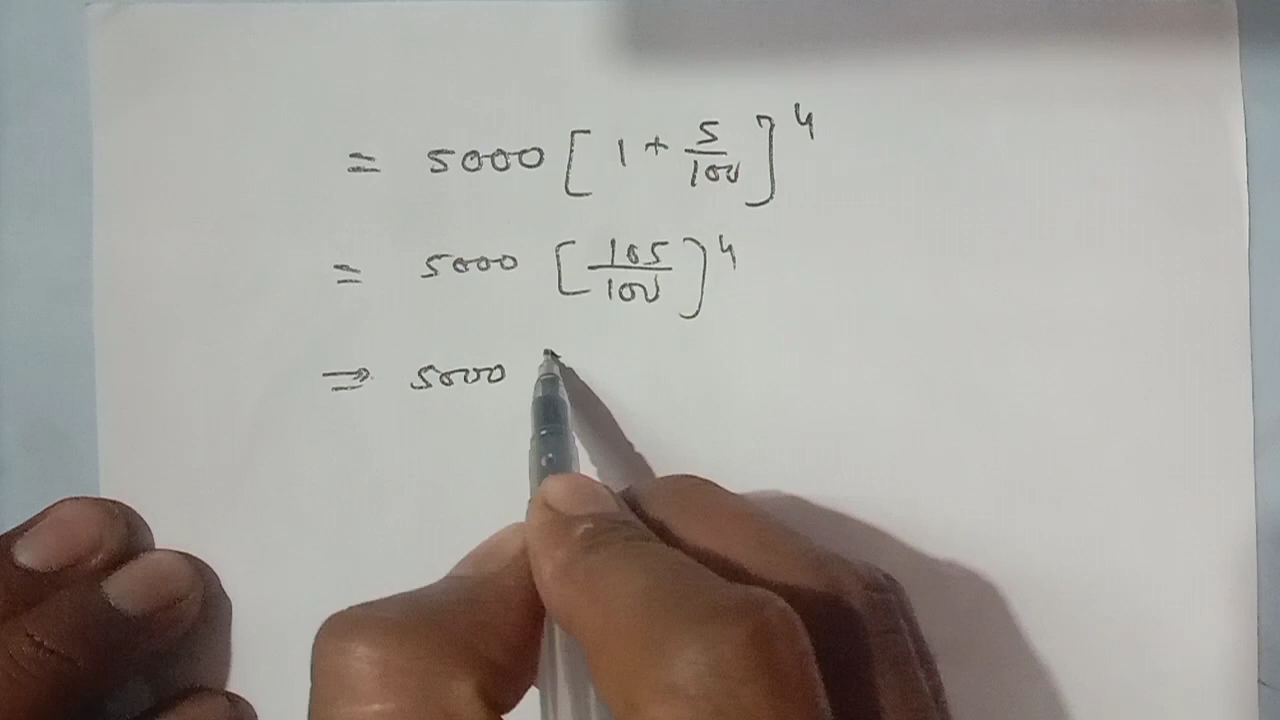 = 5000 [ 1 + 5/100 ]^4
= 5000 [ 105/100 ]^4
⇒ 5000